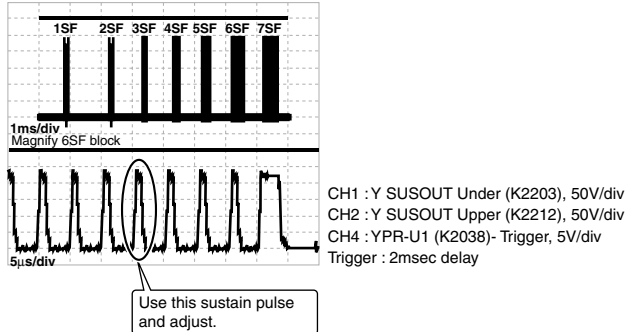 1SF 2SF 3SF 4SF 5SF 6SF 7SF
1ms/div
Magnify 6SF block
5μs/div
CH1 : Y SUSOUT Under (K2203), 50V/div
CH2 : Y SUSOUT Upper (K2212), 50V/div
CH4 : YPR-U1 (K2038)- Trigger, 5V/div
Trigger : 2msec delay
Use this sustain pulse
and adjust.